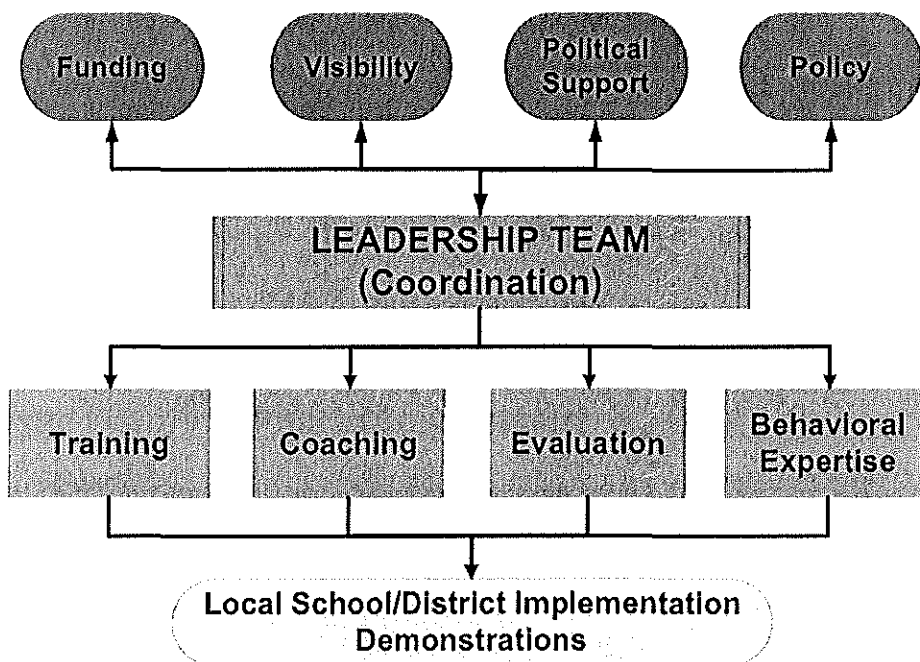 Funding
Visibility
Political
Support
Policy
LEADERSHIP TEAM
(Coordination)
Training
Coaching
Evaluation
Behavioral
Expertise
Local School/District Implementation
Demonstrations